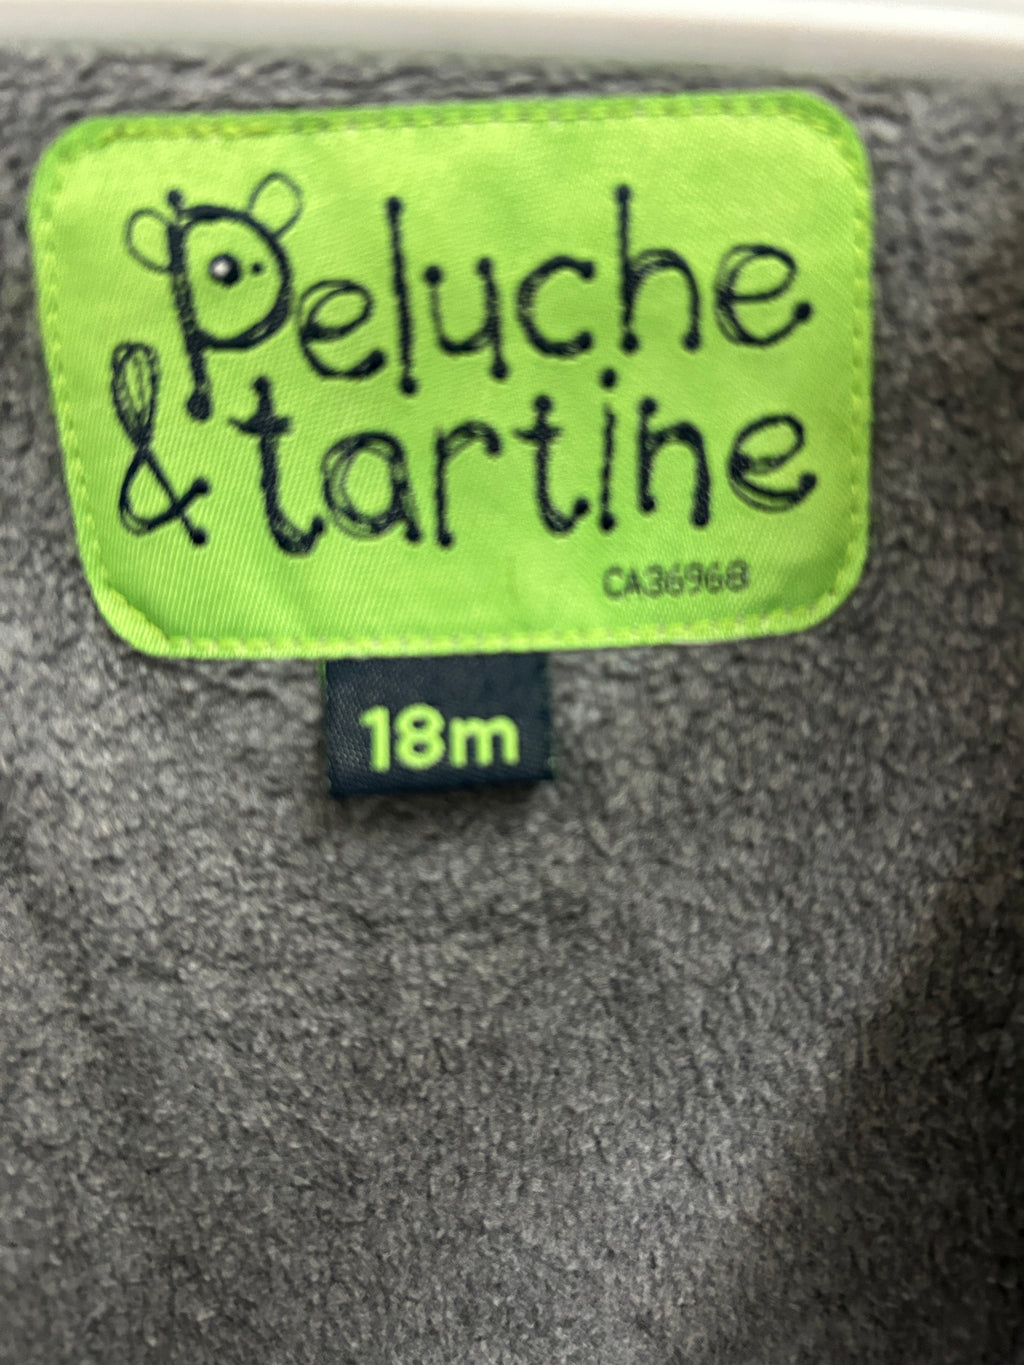 Peluche
& tartine
CA36968
18m